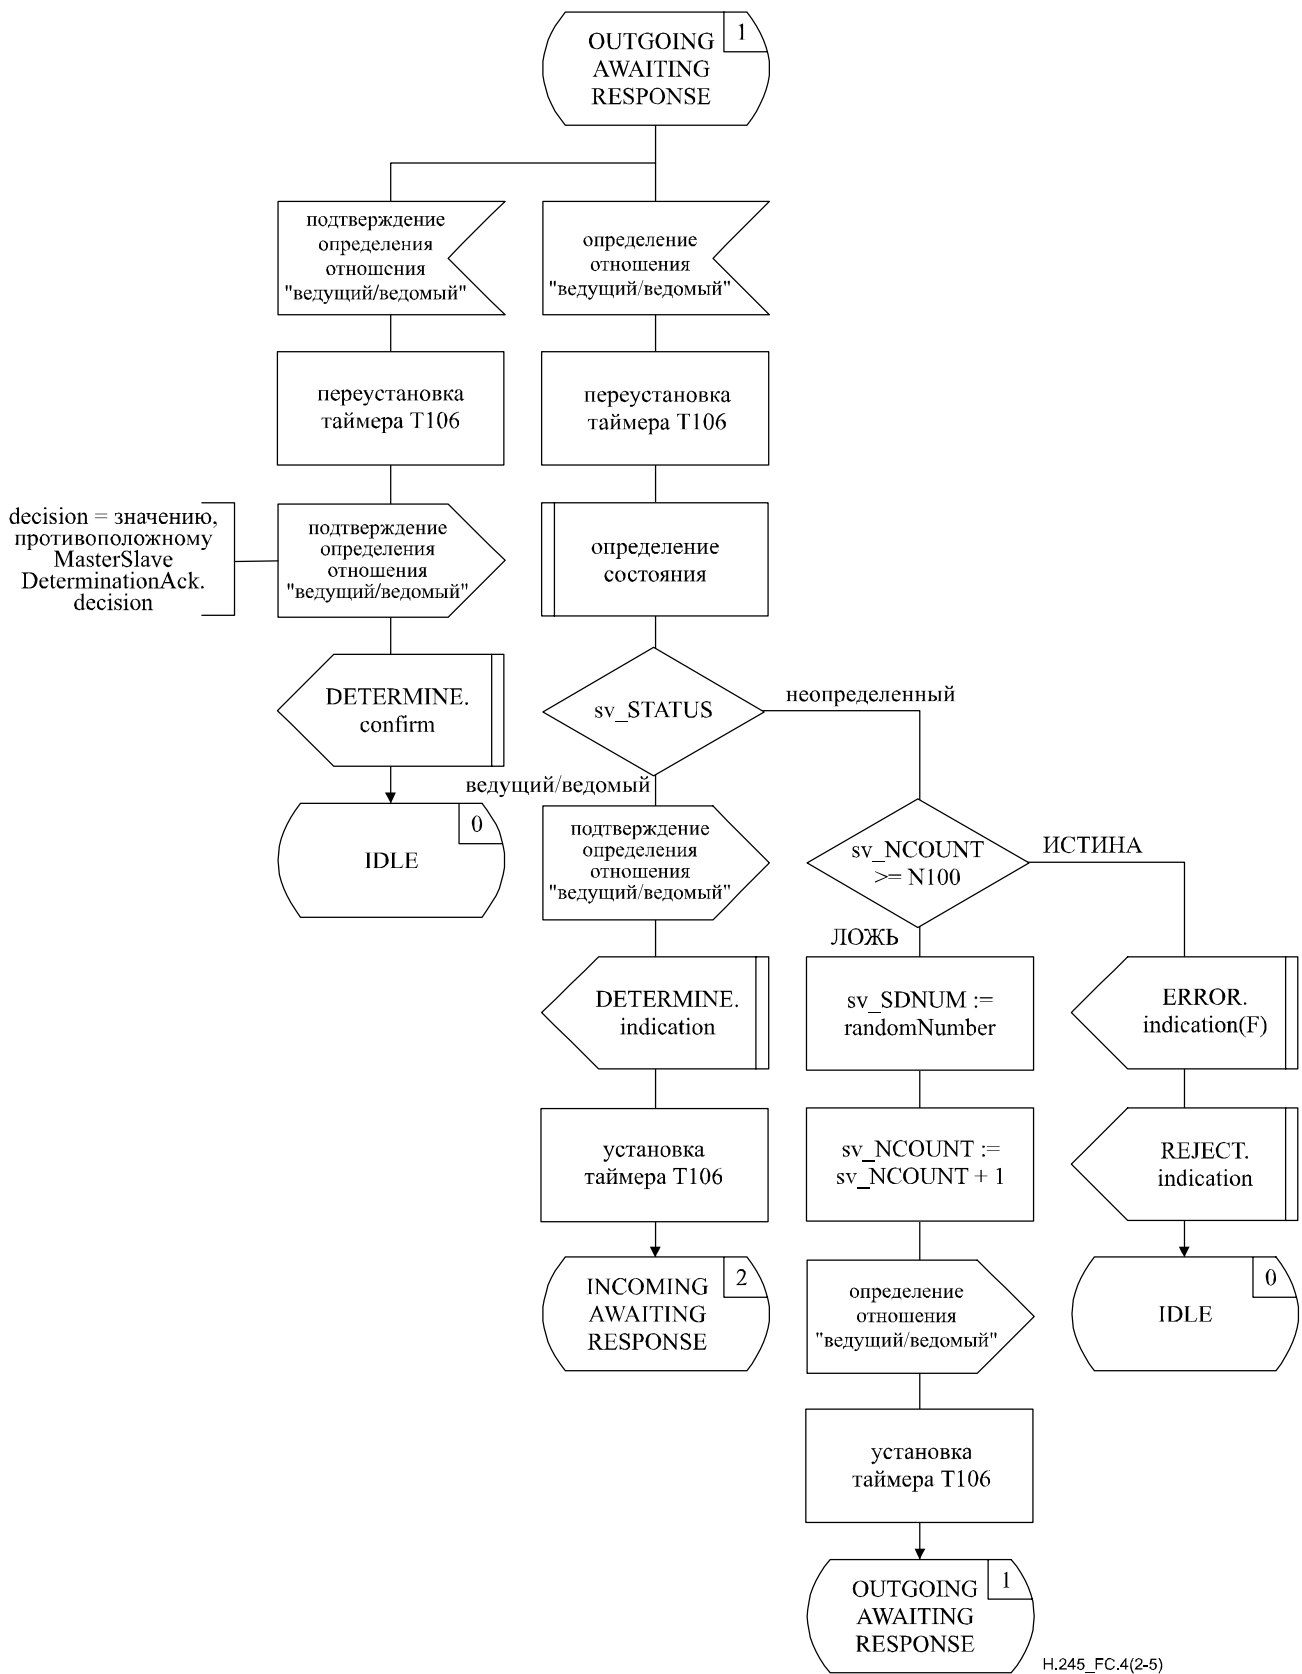 OUTGOING
AWAITING
RESPONSE
1
подтверждение
определения
отношения
"ведущий/ведомый"
определение
отношения
"ведущий/ведомый"
переустановка
таймера T106
переустановка
таймера T106
decision = значению,
противоположному
MasterSlave
DeterminationAck.
decision
подтверждение
определения
отношения
"ведущий/ведомый"
определение
состояния
DETERMINE.
confirm
sv_STATUS
неопределенный
ведущий/ведомый
IDLE
0
подтверждение
определения
отношения
"ведущий/ведомый"
sv_NCOUNT
>= N100
ИСТИНА
ЛОЖЬ
DETERMINE.
indication
sv_SDNUM :=
randomNumber
ERROR.
indication(F)
установка
таймера T106
sv_NCOUNT :=
sv_NCOUNT + 1
REJECT.
indication
INCOMING
AWAITING
RESPONSE
2
определение
отношения
"ведущий/ведомый"
IDLE
0
установка
таймера T106
OUTGOING
AWAITING
RESPONSE
1
H.245_FC.4(2-5)